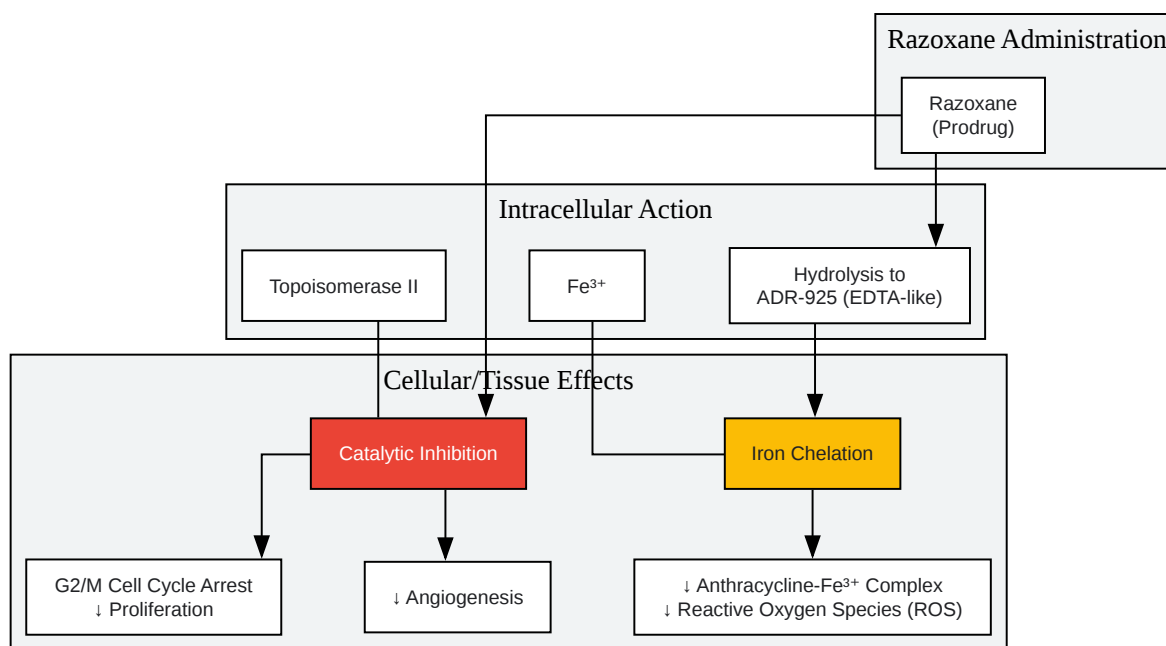 Razoxane Administration
Razoxane
(Prodrug)
Intracellular Action
Topoisomerase II
Fe³⁺
Hydrolysis to
ADR-925 (EDTA-like)
Cellular/Tissue Effects
Catalytic Inhibition
Iron Chelation
G2/M Cell Cycle Arrest
↓ Proliferation
↓ Angiogenesis
↓ Anthracycline-Fe³⁺ Complex
↓ Reactive Oxygen Species (ROS)